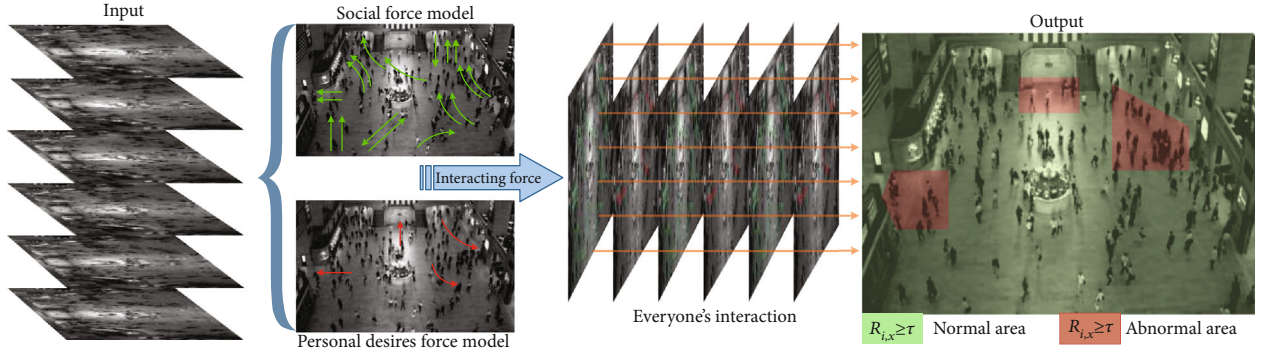 Input
Social force model
Interacting force
Personal desires force model
Everyone's interaction
Output
R_{i,x}≥τ Normal area
R_{i,x}≥τ Abnormal area